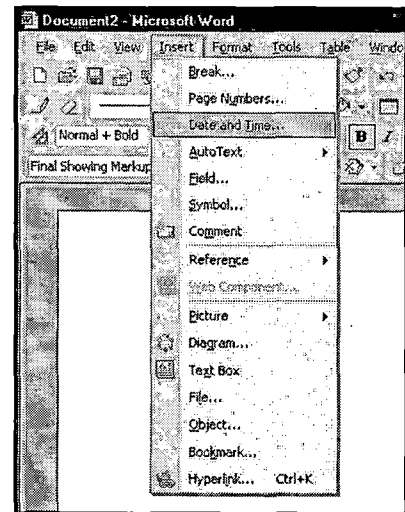 Document2 - Microsoft Word
File Edit View Insert Format Tools Table Windo
Normal + Bold B I
Final Showing Markup
Break...
Page Numbers...
Date and Time...
AutoText
Field...
Symbol...
Comment
Reference
Web Component...
Picture
Diagram...
Text Box
File...
Object...
Bookmark...
Hyperlink... Ctrl+K